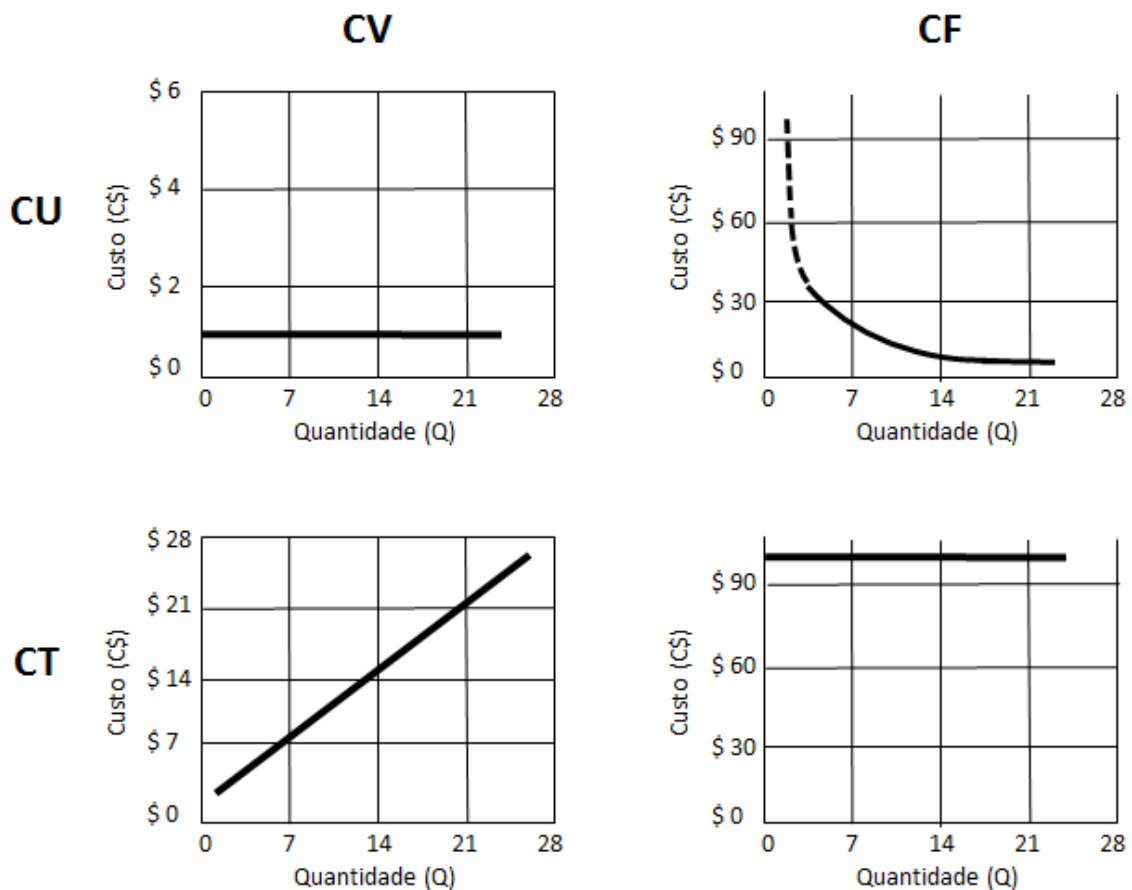 CV
CF
CU
$ 6
$ 4
$ 2
$ 0
Custo (C$)
0 7 14 21 28
Quantidade (Q)
$ 90
$ 60
$ 30
$ 0
Custo (C$)
0 7 14 21 28
Quantidade (Q)
CT
$ 28
$ 21
$ 14
$ 7
$ 0
Custo (C$)
0 7 14 21 28
Quantidade (Q)
$ 90
$ 60
$ 30
$ 0
Custo (C$)
0 7 14 21 28
Quantidade (Q)